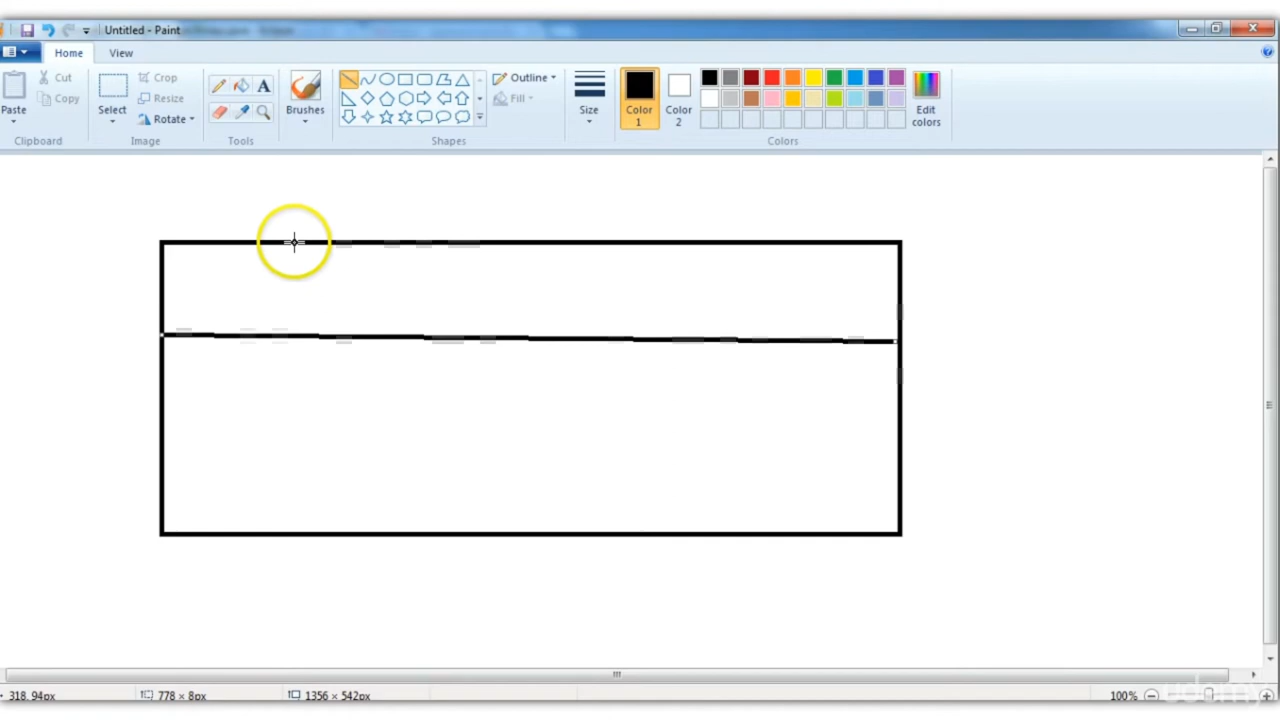 Untitled - Paint
Home View
Paste
Cut
Copy
Clipboard
Select
Crop
Resize
Rotate
Image
A
Tools
Brushes
Shapes
Outline
Fill
Size
Color 1
Color 2
Edit colors
Colors
318, 94px
778 × 8px
1356 × 542px
100%
udemy